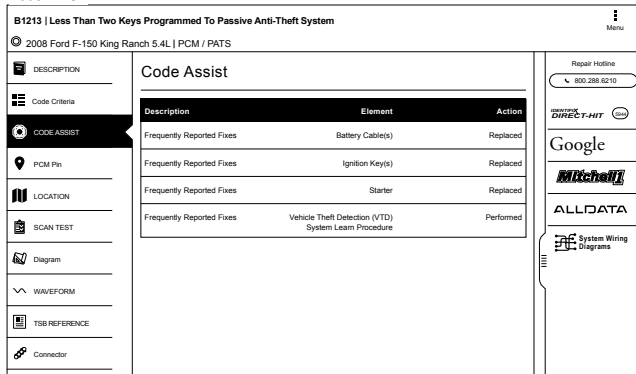 B1213 | Less Than Two Keys Programmed To Passive Anti-Theft System
Menu
2008 Ford F-150 King Ranch 5.4L | PCM / PATS
DESCRIPTION
Code Criteria
CODE ASSIST
PCM Pin
LOCATION
SCAN TEST
Diagram
WAVEFORM
TSB REFERENCE
Connector
Code Assist
Description Element Action
Frequently Reported Fixes Battery Cable(s) Replaced
Frequently Reported Fixes Ignition Key(s) Replaced
Frequently Reported Fixes Starter Replaced
Frequently Reported Fixes Vehicle Theft Detection (VTD) Performed
System Learn Procedure
Repair Hotline
800.288.6210
IDENTIFIX
DIRECT-HIT 5944
Google
Mitchell1
ALLDATA
System Wiring
Diagrams